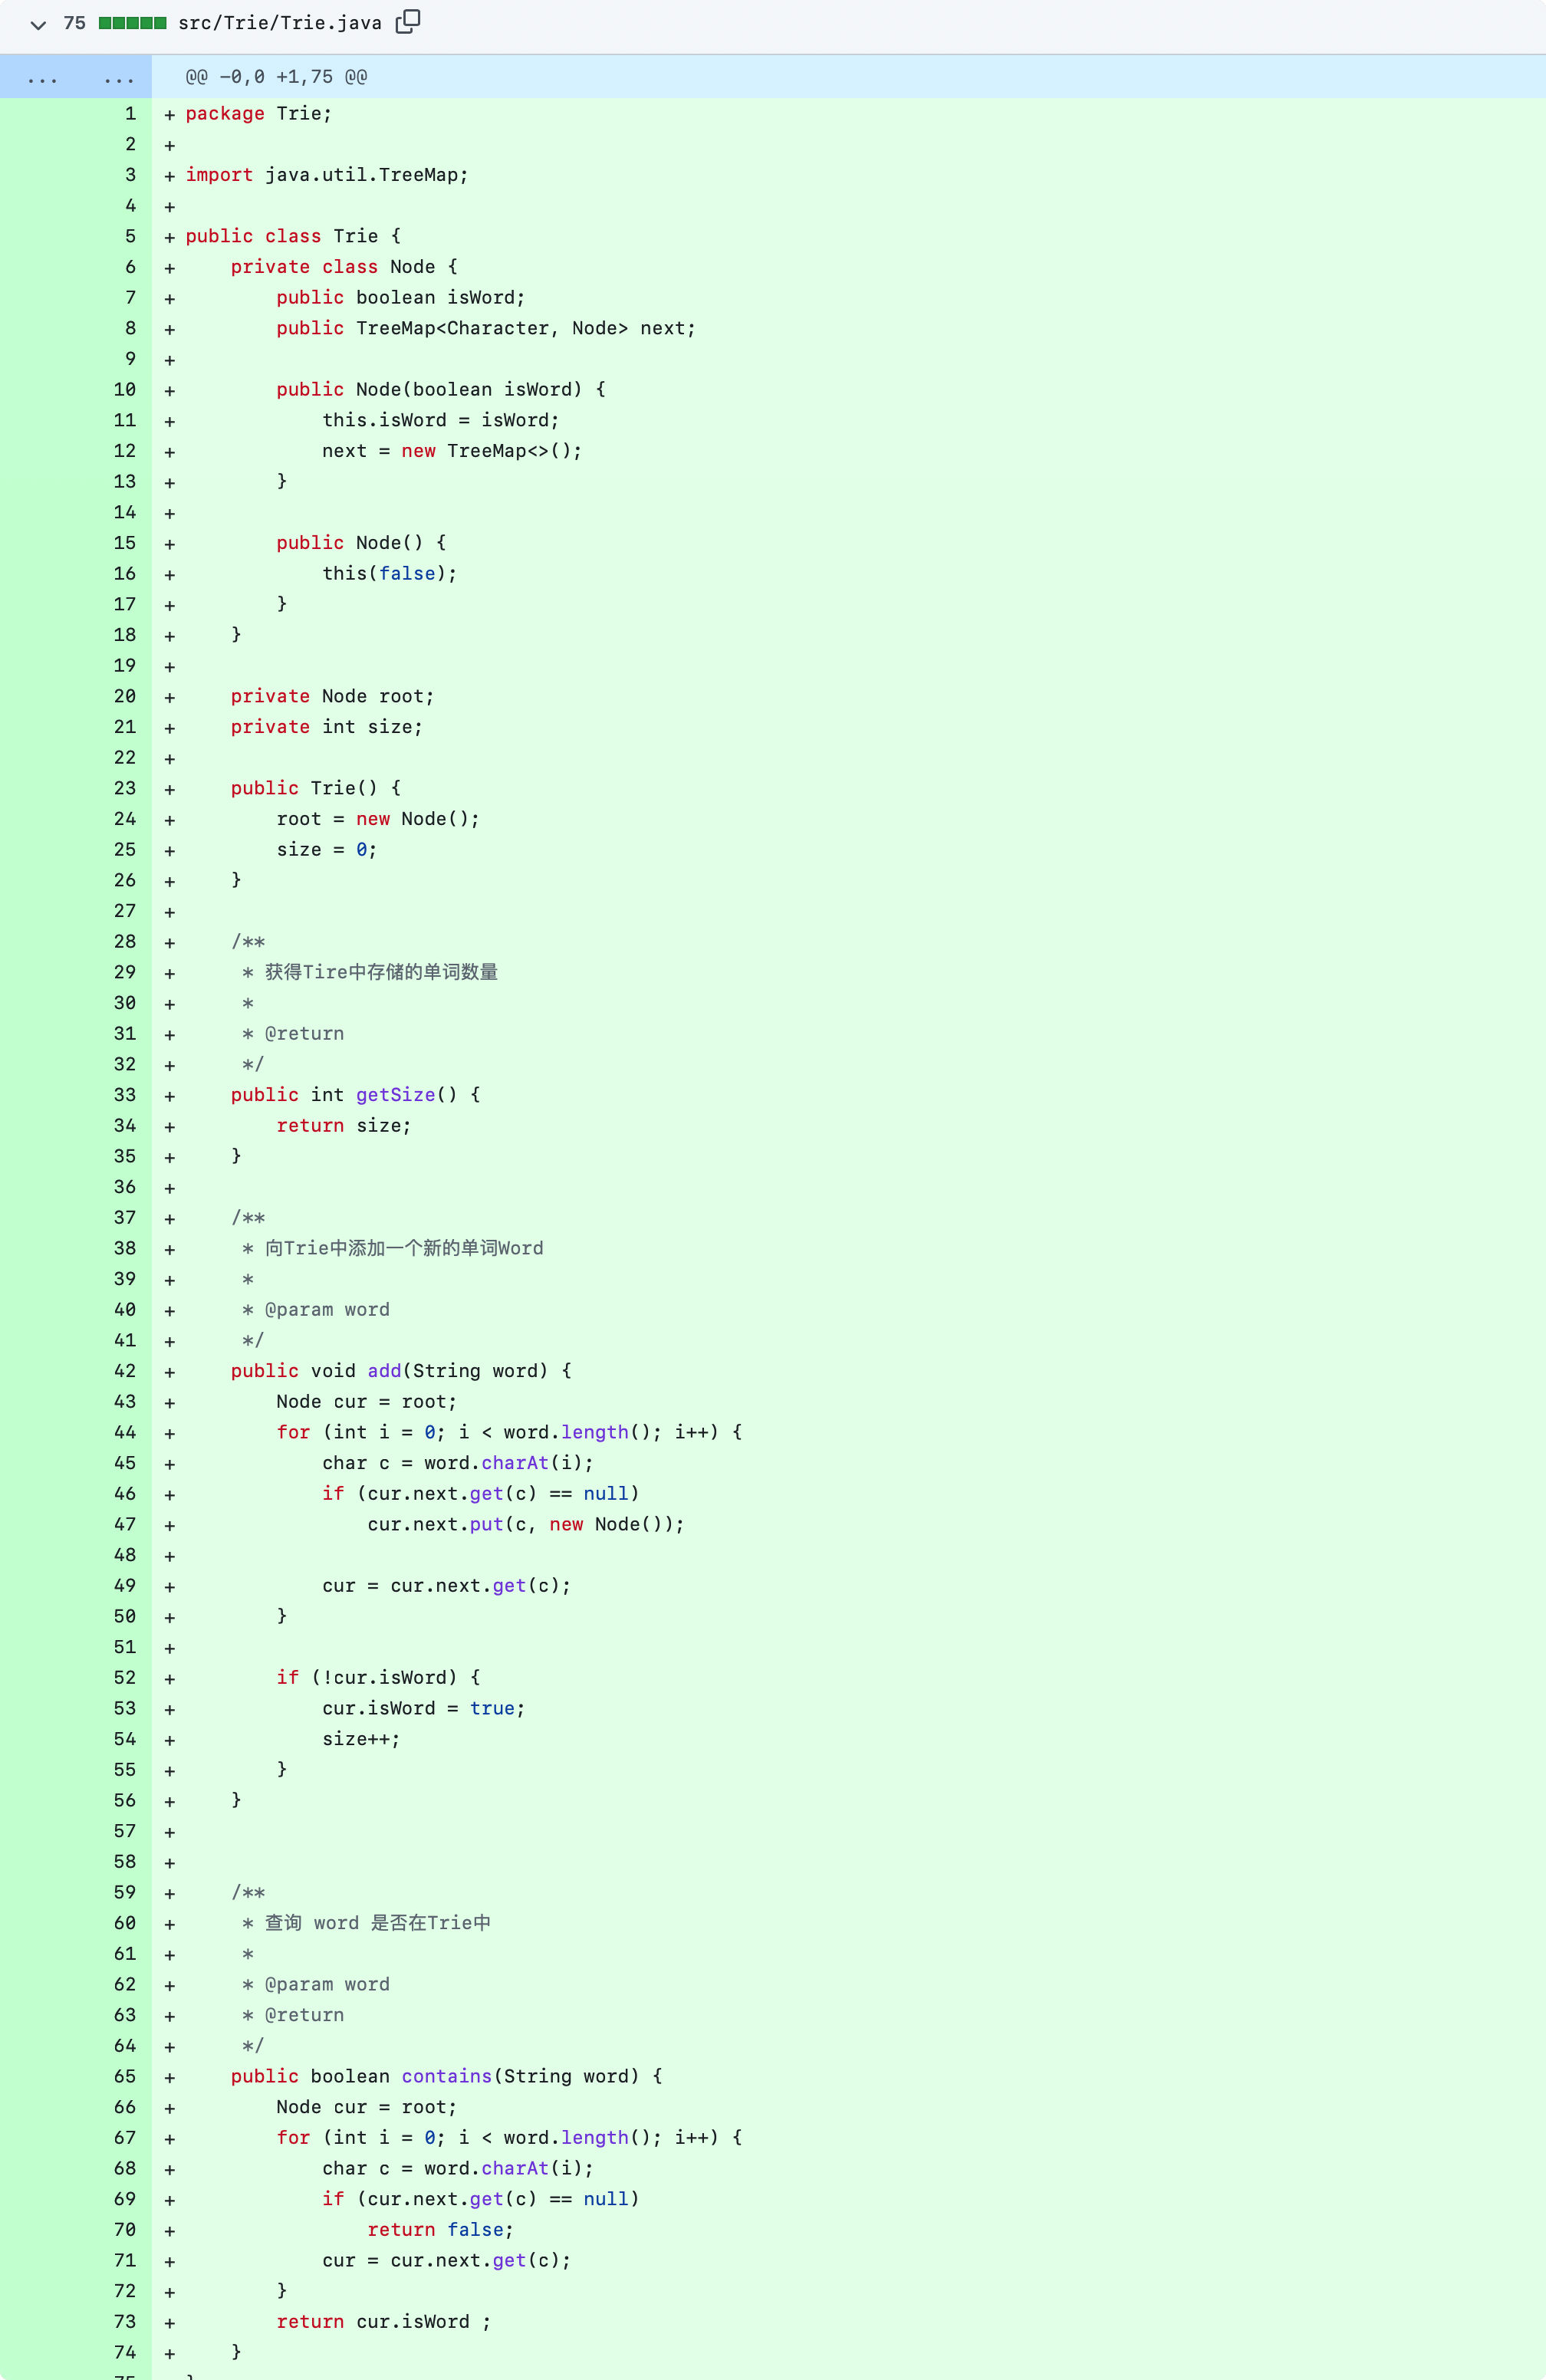 75 src/Trie/Trie.java
... ... @@ -0,0 +1,75 @@
1 + package Trie;
2 +
3 + import java.util.TreeMap;
4 +
5 + public class Trie {
6 +     private class Node {
7 +         public boolean isWord;
8 +         public TreeMap<Character, Node> next;
9 +
10 +         public Node(boolean isWord) {
11 +             this.isWord = isWord;
12 +             next = new TreeMap<>();
13 +         }
14 +
15 +         public Node() {
16 +             this(false);
17 +         }
18 +     }
19 +
20 +     private Node root;
21 +     private int size;
22 +
23 +     public Trie() {
24 +         root = new Node();
25 +         size = 0;
26 +     }
27 +
28 +     /**
29 +      * 获得Tire中存储的单词数量
30 +      *
31 +      * @return
32 +      */
33 +     public int getSize() {
34 +         return size;
35 +     }
36 +
37 +     /**
38 +      * 向Trie中添加一个新的单词Word
39 +      *
40 +      * @param word
41 +      */
42 +     public void add(String word) {
43 +         Node cur = root;
44 +         for (int i = 0; i < word.length(); i++) {
45 +             char c = word.charAt(i);
46 +             if (cur.next.get(c) == null)
47 +                 cur.next.put(c, new Node());
48 +
49 +             cur = cur.next.get(c);
50 +         }
51 +
52 +         if (!cur.isWord) {
53 +             cur.isWord = true;
54 +             size++;
55 +         }
56 +     }
57 +
58 +
59 +     /**
60 +      * 查询 word 是否在Trie中
61 +      *
62 +      * @param word
63 +      * @return
64 +      */
65 +     public boolean contains(String word) {
66 +         Node cur = root;
67 +         for (int i = 0; i < word.length(); i++) {
68 +             char c = word.charAt(i);
69 +             if (cur.next.get(c) == null)
70 +                 return false;
71 +             cur = cur.next.get(c);
72 +         }
73 +         return cur.isWord ;
74 +     }